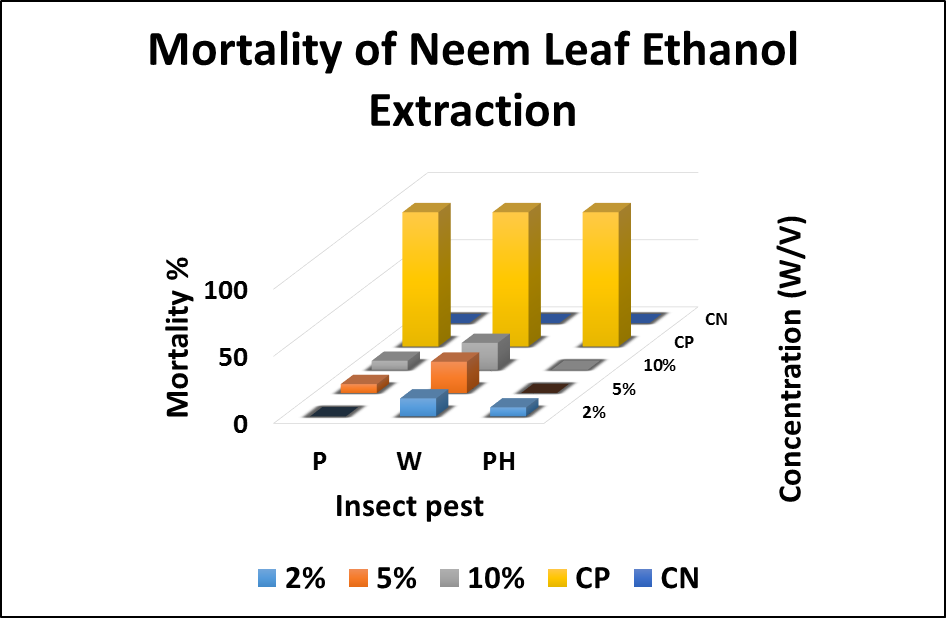 Mortality of Neem Leaf Ethanol
Extraction
Mortality %
100
50
0
P W PH
Insect pest
CN
CP
10%
5%
2%
Concentration (W/V)
2% 5% 10% CP CN